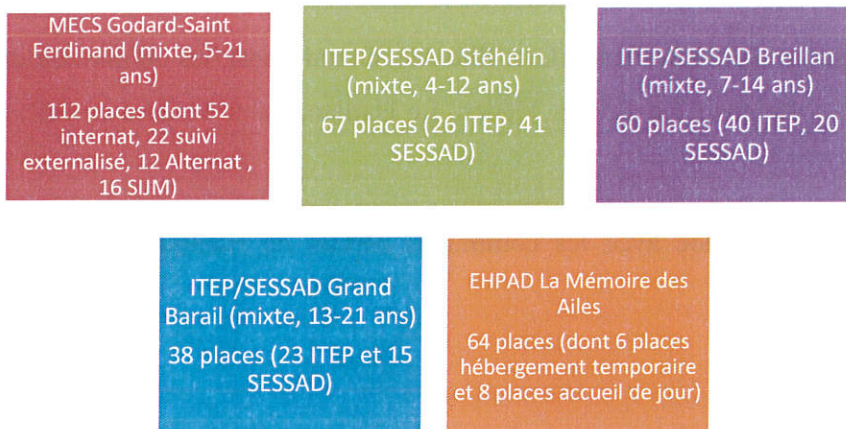 MECS Godard-Saint
Ferdinand (mixte, 5-21
ans)
112 places (dont 52
internat, 22 suivi
externalisé, 12 Alternat ,
16 SIJM)
ITEP/SESSAD Stéhélin
(mixte, 4-12 ans)
67 places (26 ITEP, 41
SESSAD)
ITEP/SESSAD Breillan
(mixte, 7-14 ans)
60 places (40 ITEP, 20
SESSAD)
ITEP/SESSAD Grand
Barail (mixte, 13-21 ans)
38 places (23 ITEP et 15
SESSAD)
EHPAD La Mémoire des
Ailes
64 places (dont 6 places
hébergement temporaire
et 8 places accueil de jour)